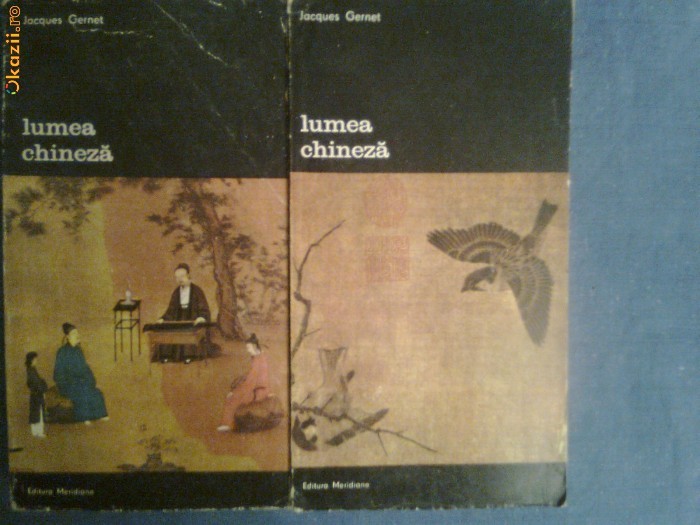 Okazii.ro
Jacques Gernet
lumea
chineză
Editura Meridiane
Jacques Gernet
lumea
chineză
Editura Meridiane